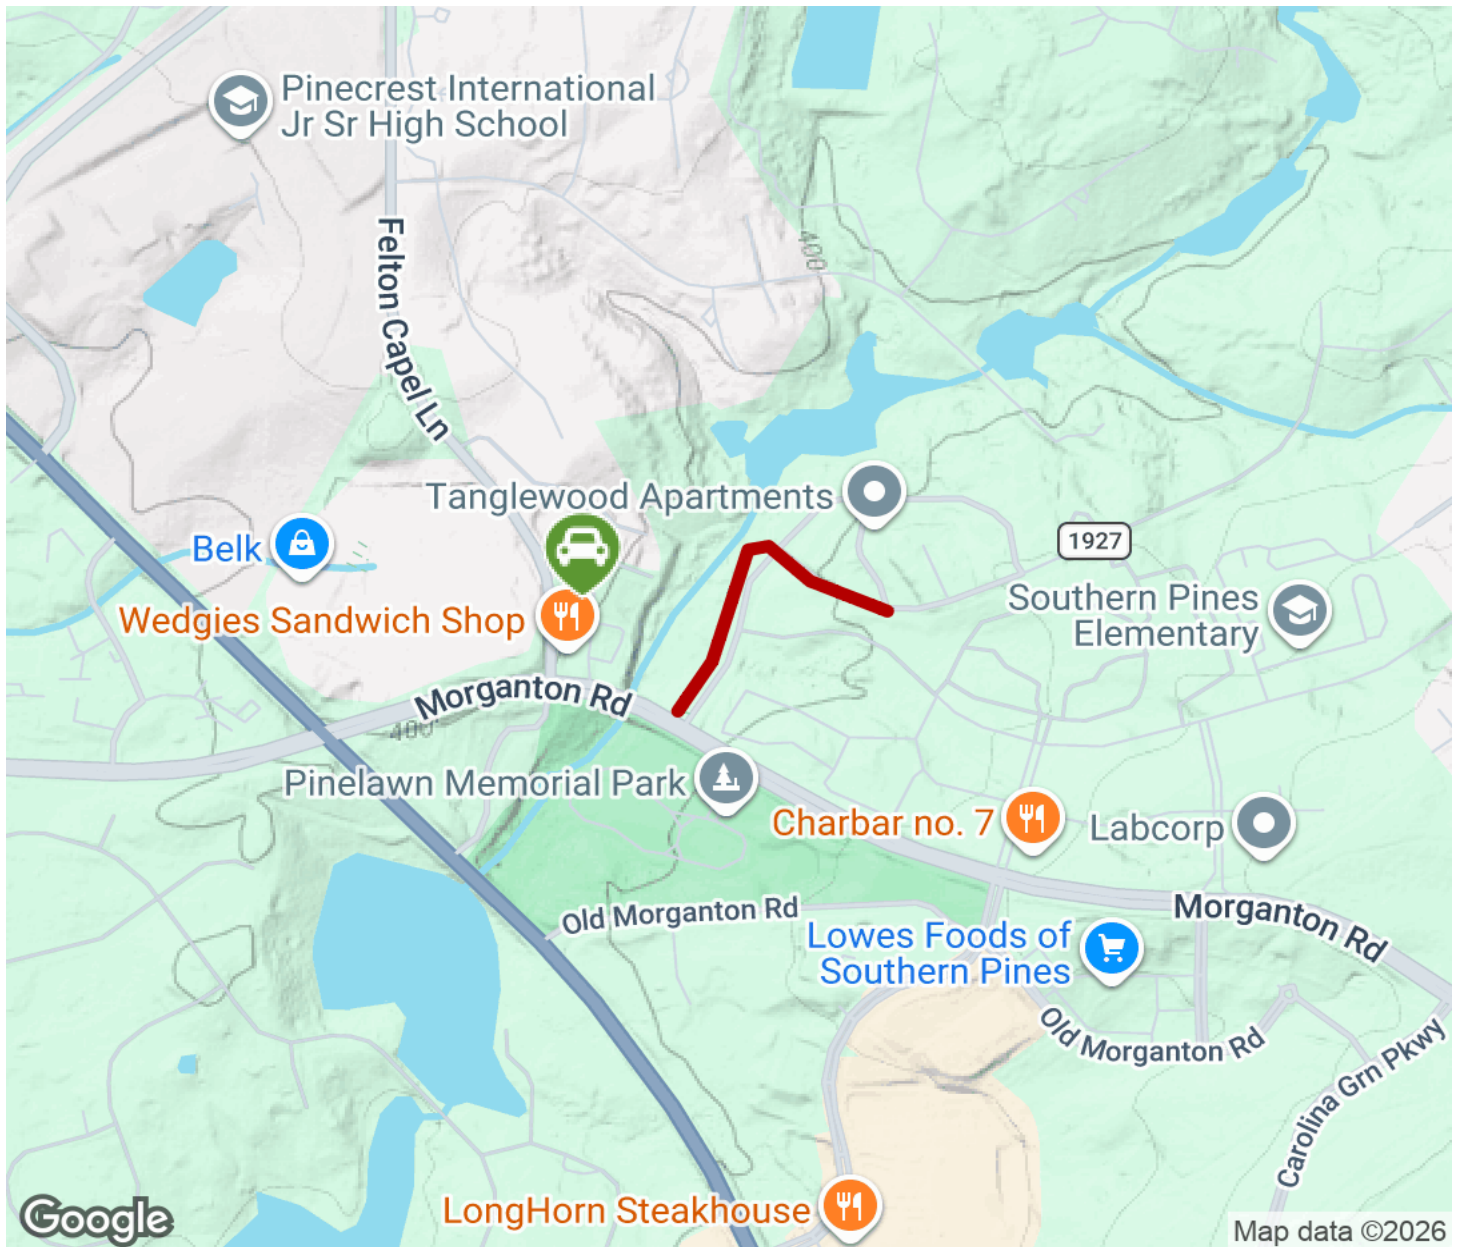 Pinecrest International
Jr Sr High School
400
Felton Capel Ln
Tanglewood Apartments
1927
Belk
Southern Pines
Elementary
Wedgies Sandwich Shop
Morganton Rd
400
Pinelawn Memorial Park
Charbar no. 7
Labcorp
Old Morganton Rd
Morganton Rd
Lowes Foods of
Southern Pines
Old Morganton Rd
Carolina Grn Pkwy
LongHorn Steakhouse
Google
Map data ©2026